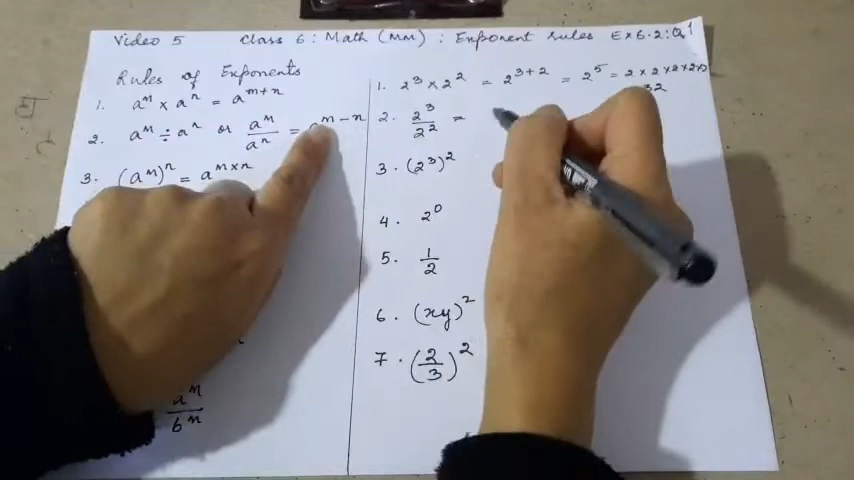 Video 5 Class 6 : Math (MM) : Exponent rules Ex 6.2 : Q1
Rules of Exponents
1. aᵐ × aⁿ = aᵐ⁺ⁿ
2. aᵐ ÷ aⁿ or aᵐ/aⁿ = aᵐ⁻ⁿ
3. (aᵐ)ⁿ = aᵐˣⁿ
aᵐ/bᵐ
1. 2³ × 2² = 2³⁺² = 2⁵ = 2 × 2 × 2 × 2 × 2
32
2. 2³/2² =
3. (2³)²
4. 2⁰
5. 1/2
6. (xy)²
7. (2/3)²